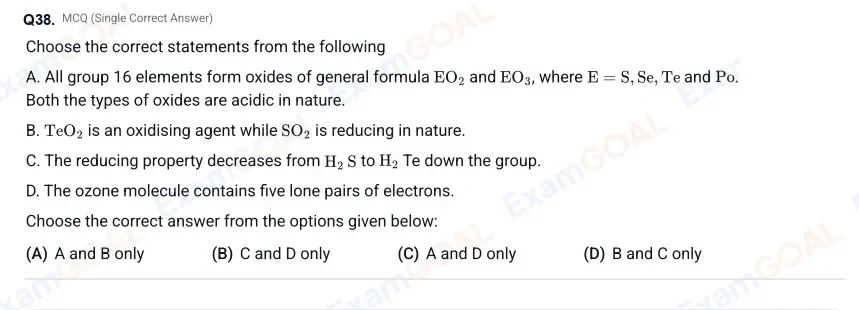 Q38. MCQ (Single Correct Answer)
Choose the correct statements from the following
A. All group 16 elements form oxides of general formula EO₂ and EO₃, where E = S, Se, Te and Po.
Both the types of oxides are acidic in nature.
B. TeO₂ is an oxidising agent while SO₂ is reducing in nature.
C. The reducing property decreases from H₂ S to H₂ Te down the group.
D. The ozone molecule contains five lone pairs of electrons.
Choose the correct answer from the options given below:
(A) A and B only (B) C and D only (C) A and D only (D) B and C only
ExamGOAL